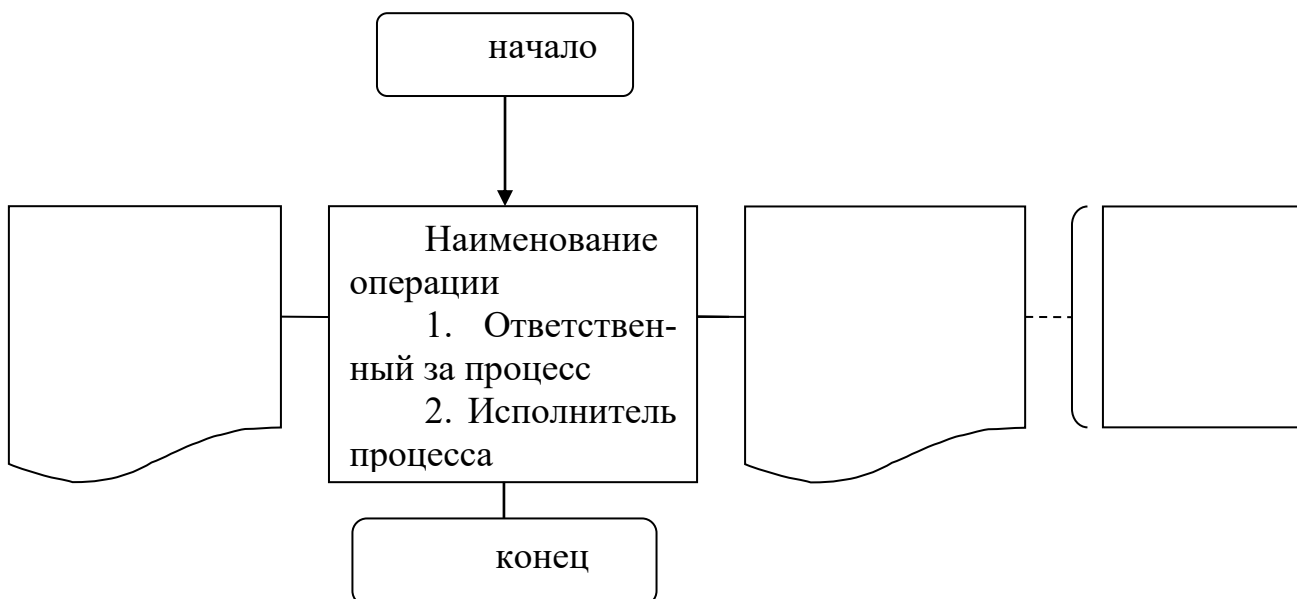 начало
Наименование
операции
1. Ответствен-
ный за процесс
2. Исполнитель
процесса
конец